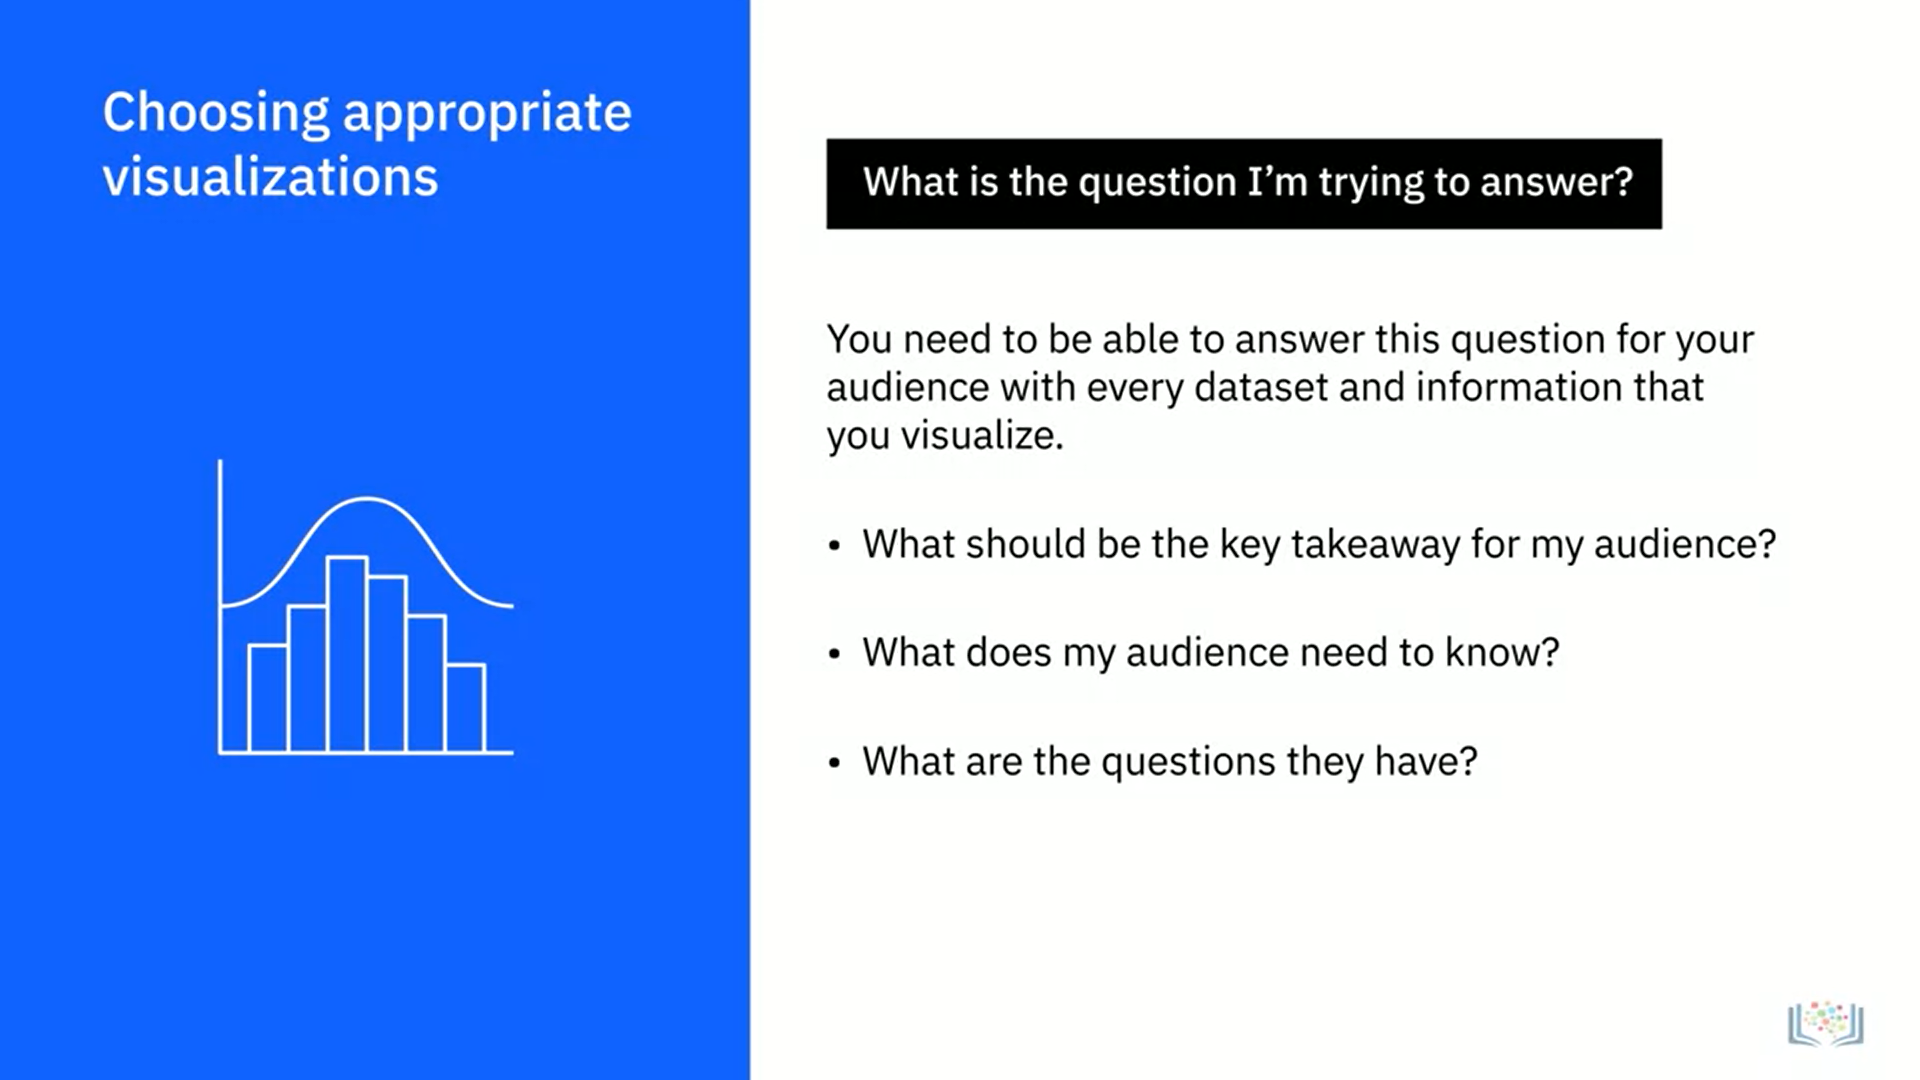 Choosing appropriate
visualizations
What is the question I’m trying to answer?
You need to be able to answer this question for your
audience with every dataset and information that
you visualize.
• What should be the key takeaway for my audience?
• What does my audience need to know?
• What are the questions they have?